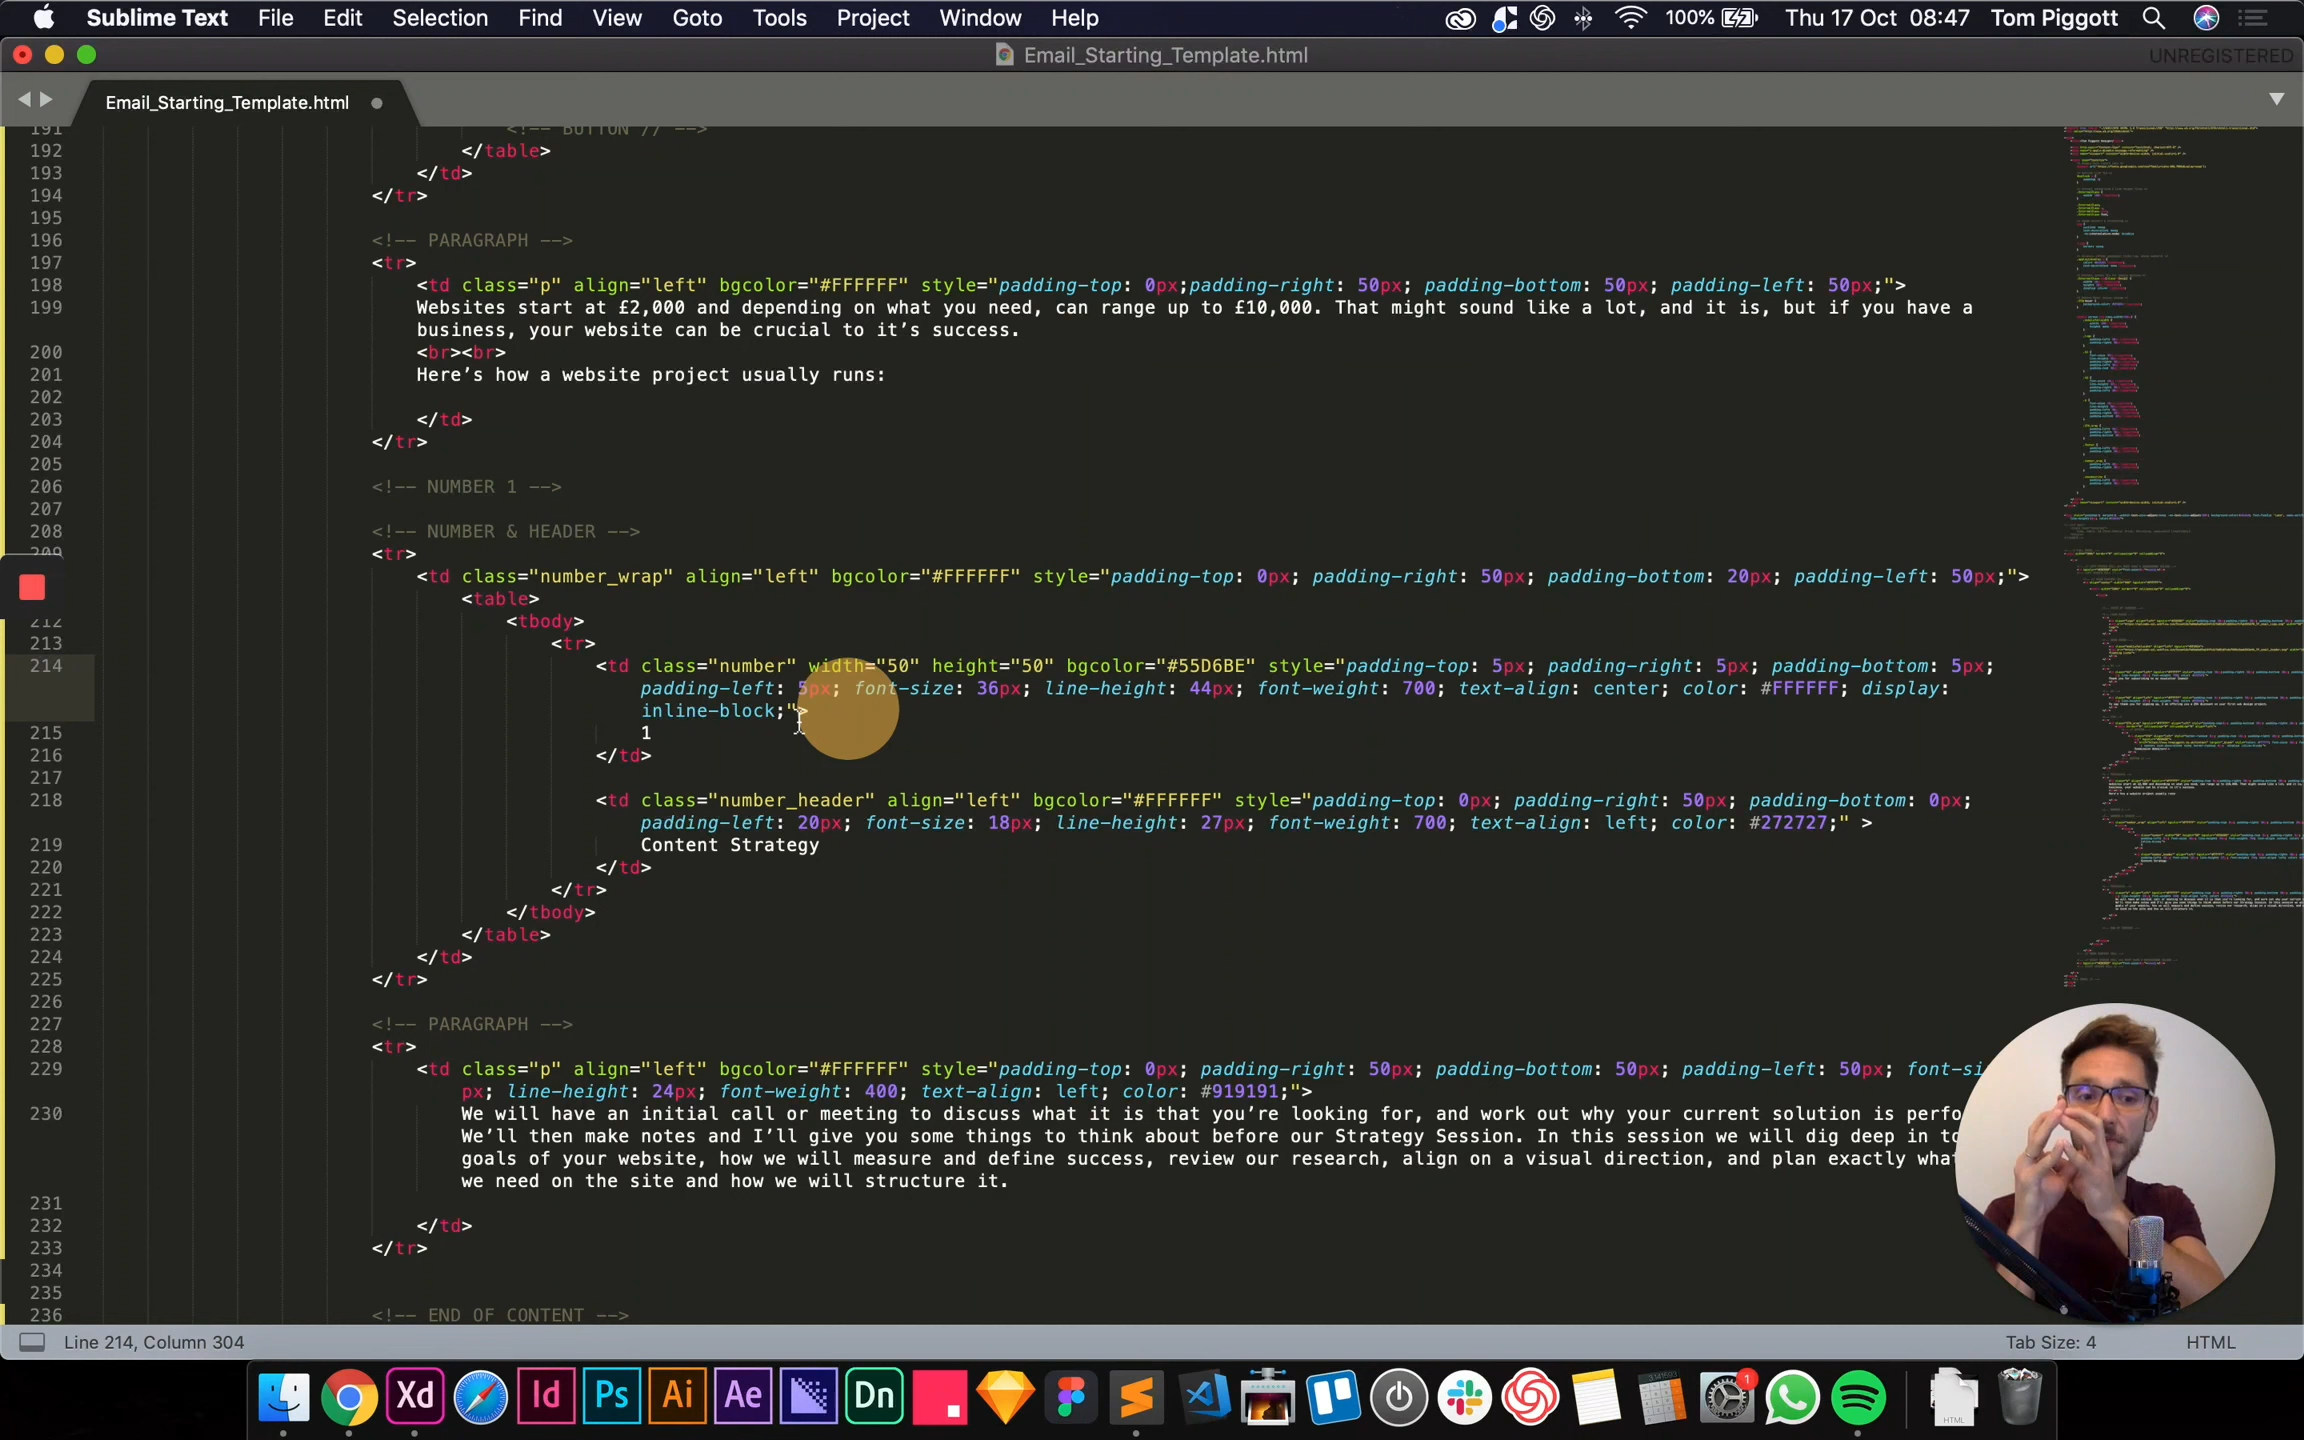 Sublime Text File Edit Selection Find View Goto Tools Project Window Help 100% Thu 17 Oct 08:47 Tom Piggott
Email_Starting_Template.html UNREGISTERED
Email_Starting_Template.html
191 <!-- BUTTON // -->
192 </table>
193 </td>
194 </tr>
195
196 <!-- PARAGRAPH -->
197 <tr>
198 <td class="p" align="left" bgcolor="#FFFFFF" style="padding-top: 0px;padding-right: 50px; padding-bottom: 50px; padding-left: 50px;">
199 Websites start at £2,000 and depending on what you need, can range up to £10,000. That might sound like a lot, and it is, but if you have a
business, your website can be crucial to it’s success.
200 <br><br>
201 Here’s how a website project usually runs:
202
203 </td>
204 </tr>
205
206 <!-- NUMBER 1 -->
207
208 <!-- NUMBER & HEADER -->
209 <tr>
<td class="number_wrap" align="left" bgcolor="#FFFFFF" style="padding-top: 0px; padding-right: 50px; padding-bottom: 20px; padding-left: 50px;">
<table>
212 <tbody>
213 <tr>
214 <td class="number" width="50" height="50" bgcolor="#55D6BE" style="padding-top: 5px; padding-right: 5px; padding-bottom: 5px;
padding-left: 5px; font-size: 36px; line-height: 44px; font-weight: 700; text-align: center; color: #FFFFFF; display:
inline-block;">
215 1
216 </td>
217
218 <td class="number_header" align="left" bgcolor="#FFFFFF" style="padding-top: 0px; padding-right: 50px; padding-bottom: 0px;
padding-left: 20px; font-size: 18px; line-height: 27px; font-weight: 700; text-align: left; color: #272727;" >
219 Content Strategy
220 </td>
221 </tr>
222 </tbody>
223 </table>
224 </td>
225 </tr>
226
227 <!-- PARAGRAPH -->
228 <tr>
229 <td class="p" align="left" bgcolor="#FFFFFF" style="padding-top: 0px; padding-right: 50px; padding-bottom: 50px; padding-left: 50px; font-si
px; line-height: 24px; font-weight: 400; text-align: left; color: #919191;">
230 We will have an initial call or meeting to discuss what it is that you’re looking for, and work out why your current solution is perfo
We’ll then make notes and I’ll give you some things to think about before our Strategy Session. In this session we will dig deep in to
goals of your website, how we will measure and define success, review our research, align on a visual direction, and plan exactly wha
we need on the site and how we will structure it.
231
232 </td>
233 </tr>
234
235
236 <!-- END OF CONTENT -->
Line 214, Column 304 Tab Size: 4 HTML
Xd Id Ps Ai Ae Dn 1 HTML